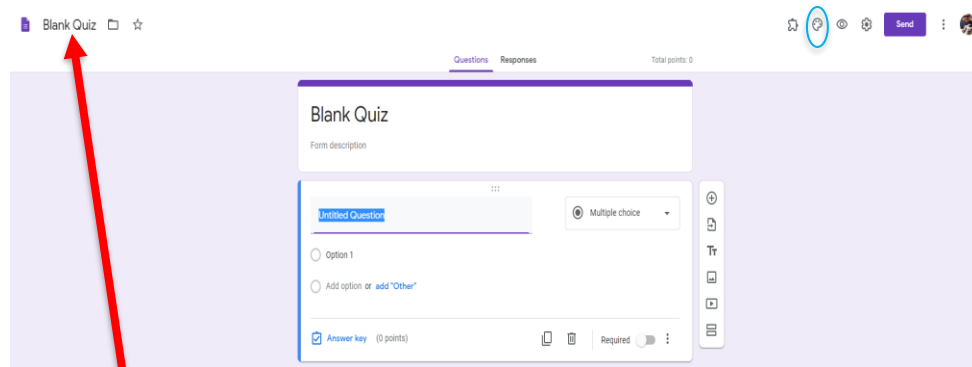 Blank Quiz
Send
Questions Responses Total points: 0
Blank Quiz
Form description
Untitled Question
Multiple choice
Option 1
Add option or add "Other"
Answer key (0 points)
Required
Tт